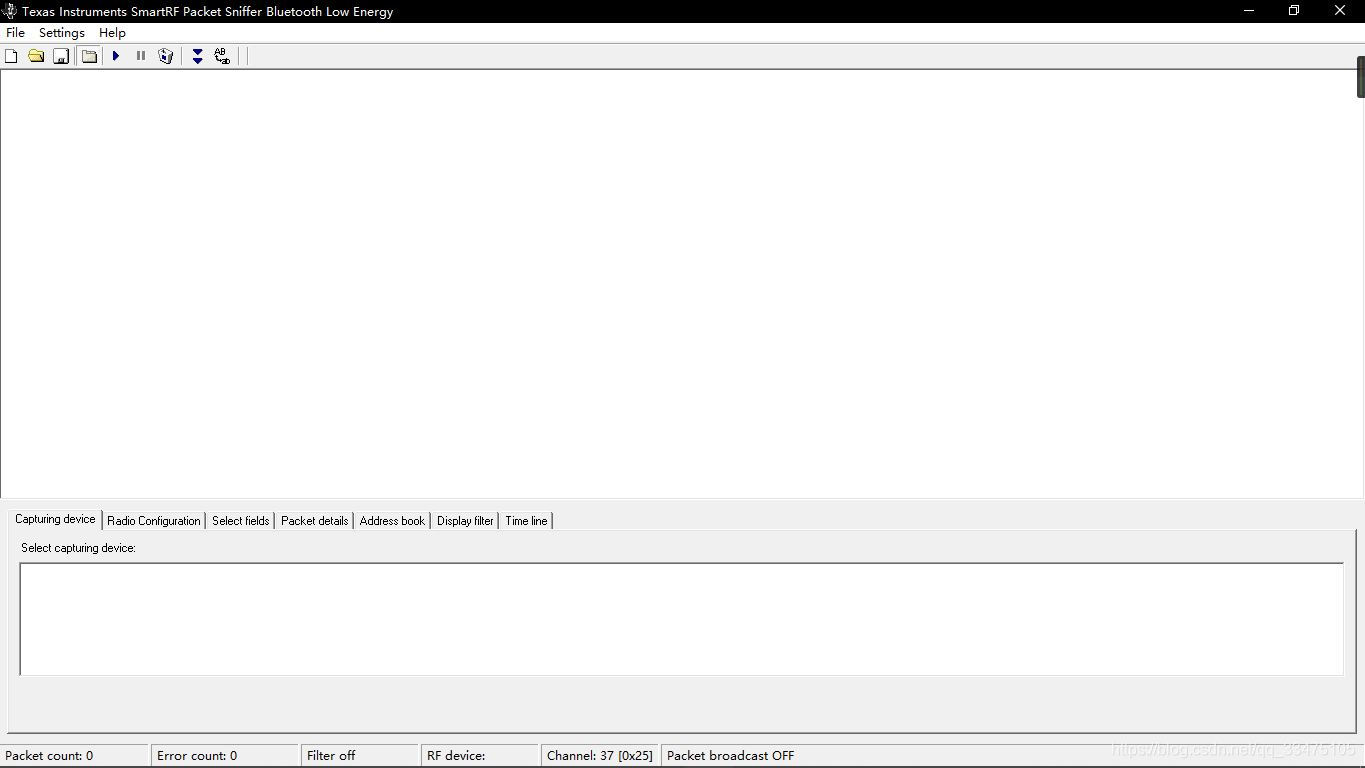 Texas Instruments SmartRF Packet Sniffer Bluetooth Low Energy
File Settings Help
AB
Capturing device Radio Configuration Select fields Packet details Address book Display filter Time line
Select capturing device:
Packet count: 0 Error count: 0 Filter off RF device: Channel: 37 [0x25] Packet broadcast OFF
https://blog.csdn.net/qq_33475105